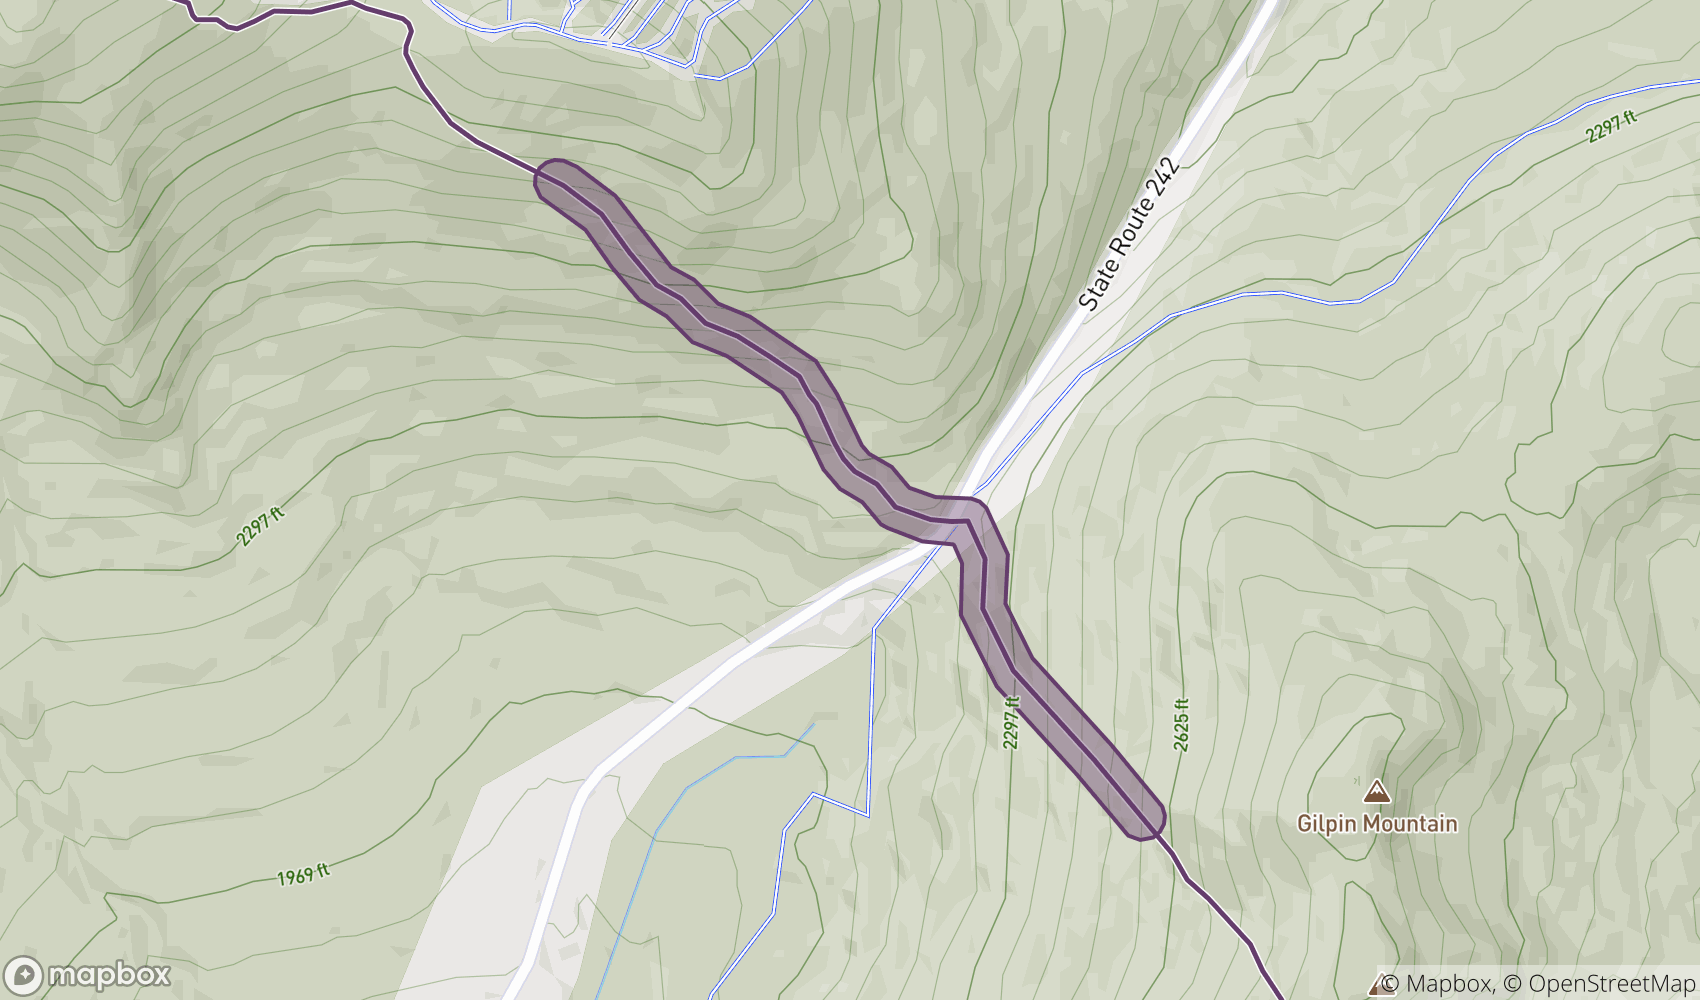 2297 ft
State Route 242
2297 ft
2297 ft
2625 ft
Gilpin Mountain
1969 ft
mapbox
© Mapbox, © OpenStreetMap